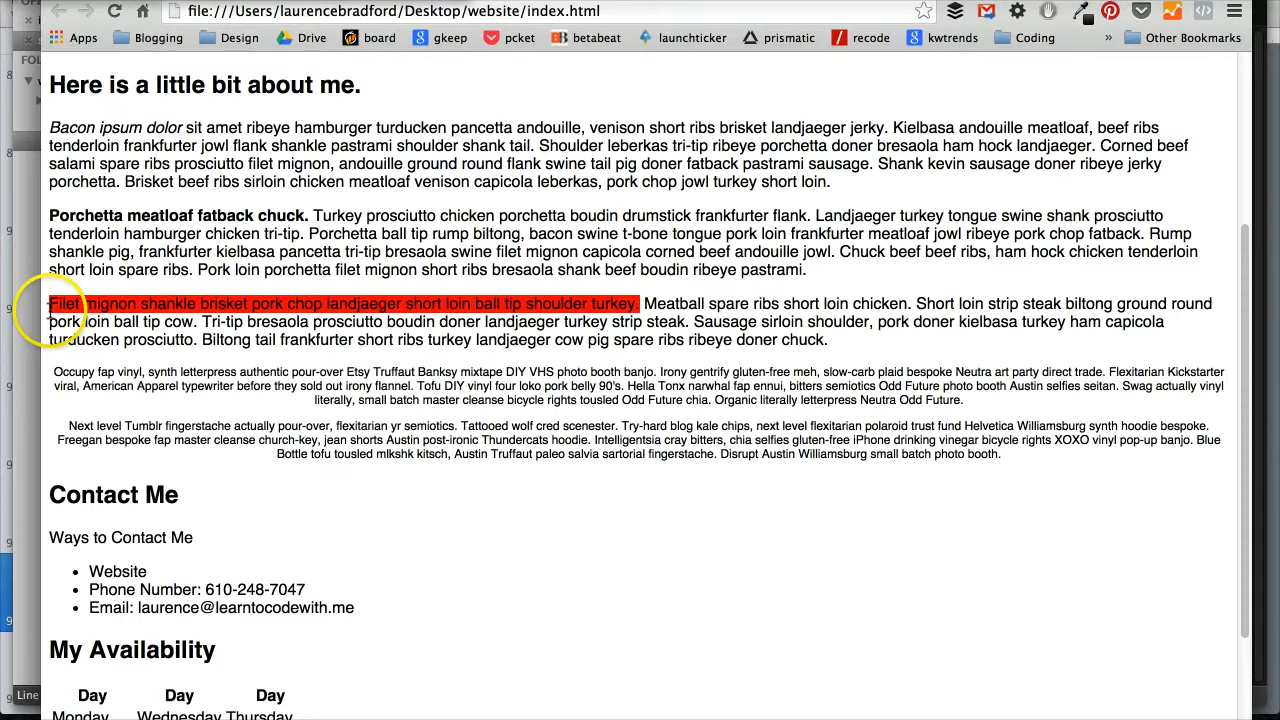 file:///Users/laurencebradford/Desktop/website/index.html
Apps Blogging Design Drive board gkeep pcket betabeat launchticker prismatic recode kwtrends Coding » Other Bookmarks
Here is a little bit about me.
Bacon ipsum dolor sit amet ribeye hamburger turducken pancetta andouille, venison short ribs brisket landjaeger jerky. Kielbasa andouille meatloaf, beef ribs
tenderloin frankfurter jowl flank shankle pastrami shoulder shank tail. Shoulder leberkas tri-tip ribeye porchetta doner bresaola ham hock landjaeger. Corned beef
salami spare ribs prosciutto filet mignon, andouille ground round flank swine tail pig doner fatback pastrami sausage. Shank kevin sausage doner ribeye jerky
porchetta. Brisket beef ribs sirloin chicken meatloaf venison capicola leberkas, pork chop jowl turkey short loin.
Porchetta meatloaf fatback chuck. Turkey prosciutto chicken porchetta boudin drumstick frankfurter flank. Landjaeger turkey tongue swine shank prosciutto
tenderloin hamburger chicken tri-tip. Porchetta ball tip rump biltong, bacon swine t-bone tongue pork loin frankfurter meatloaf jowl ribeye pork chop fatback. Rump
shankle pig, frankfurter kielbasa pancetta tri-tip bresaola swine filet mignon capicola corned beef andouille jowl. Chuck beef beef ribs, ham hock chicken tenderloin
short loin spare ribs. Pork loin porchetta filet mignon short ribs bresaola shank beef boudin ribeye pastrami.
Filet mignon shankle brisket pork chop landjaeger short loin ball tip shoulder turkey. Meatball spare ribs short loin chicken. Short loin strip steak biltong ground round
pork loin ball tip cow. Tri-tip bresaola prosciutto boudin doner landjaeger turkey strip steak. Sausage sirloin shoulder, pork doner kielbasa turkey ham capicola
turducken prosciutto. Biltong tail frankfurter short ribs turkey landjaeger cow pig spare ribs ribeye doner chuck.
Occupy fap vinyl, synth letterpress authentic pour-over Etsy Truffaut Banksy mixtape DIY VHS photo booth banjo. Irony gentrify gluten-free meh, slow-carb plaid bespoke Neutra art party direct trade. Flexitarian Kickstarter
viral, American Apparel typewriter before they sold out irony flannel. Tofu DIY vinyl four loko pork belly 90's. Hella Tonx narwhal fap ennui, bitters semiotics Odd Future photo booth Austin selfies seitan. Swag actually vinyl
literally, small batch master cleanse bicycle rights tousled Odd Future chia. Organic literally letterpress Neutra Odd Future.
Next level Tumblr fingerstache actually pour-over, flexitarian yr semiotics. Tattooed wolf cred scenester. Try-hard blog kale chips, next level flexitarian polaroid trust fund Helvetica Williamsburg synth hoodie bespoke.
Freegan bespoke fap master cleanse church-key, jean shorts Austin post-ironic Thundercats hoodie. Intelligentsia cray bitters, chia selfies gluten-free iPhone drinking vinegar bicycle rights XOXO vinyl pop-up banjo. Blue
Bottle tofu tousled mlkshk kitsch, Austin Truffaut paleo salvia sartorial fingerstache. Disrupt Austin Williamsburg small batch photo booth.
Contact Me
Ways to Contact Me
• Website
• Phone Number: 610-248-7047
• Email: laurence@learntocodewith.me
My Availability
Day Day Day
Monday Wednesday Thursday
Line